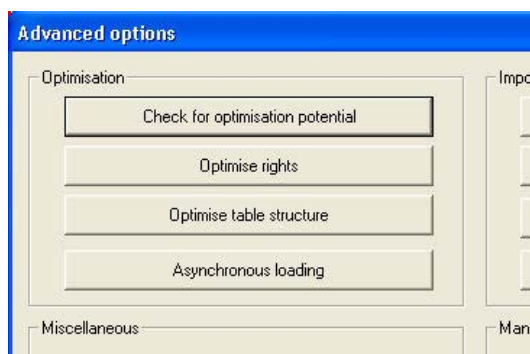 Advanced options
Optimisation
Check for optimisation potential
Optimise rights
Optimise table structure
Asynchronous loading
Miscellaneous